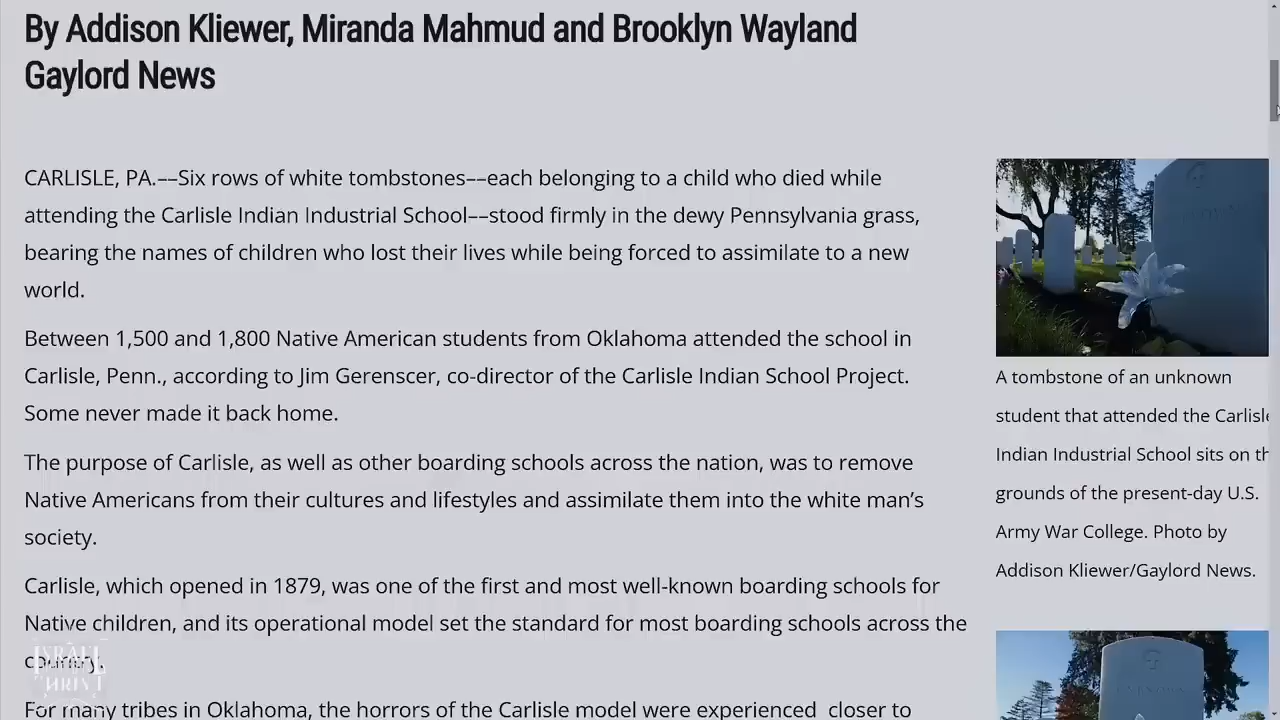 By Addison Kliewer, Miranda Mahmud and Brooklyn Wayland
Gaylord News
CARLISLE, PA.––Six rows of white tombstones––each belonging to a child who died while
attending the Carlisle Indian Industrial School––stood firmly in the dewy Pennsylvania grass,
bearing the names of children who lost their lives while being forced to assimilate to a new
world.
Between 1,500 and 1,800 Native American students from Oklahoma attended the school in
Carlisle, Penn., according to Jim Gerenscer, co-director of the Carlisle Indian School Project.
Some never made it back home.
The purpose of Carlisle, as well as other boarding schools across the nation, was to remove
Native Americans from their cultures and lifestyles and assimilate them into the white man’s
society.
Carlisle, which opened in 1879, was one of the first and most well-known boarding schools for
Native children, and its operational model set the standard for most boarding schools across the
country.
For many tribes in Oklahoma, the horrors of the Carlisle model were experienced closer to
A tombstone of an unknown
student that attended the Carlisle
Indian Industrial School sits on th
grounds of the present-day U.S.
Army War College. Photo by
Addison Kliewer/Gaylord News.
ISRAEL